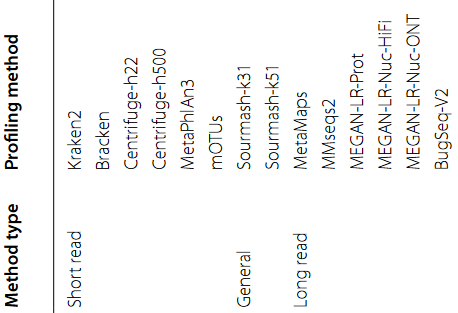 Method type Profiling method
Short read Kraken2
Bracken
Centrifuge-h22
Centrifuge-h500
MetaPhlAn3
mOTUs
General Sourmash-k31
Sourmash-k51
Long read MetaMaps
MMseqs2
MEGAN-LR-Prot
MEGAN-LR-Nuc-HiFi
MEGAN-LR-Nuc-ONT
BugSeq-V2